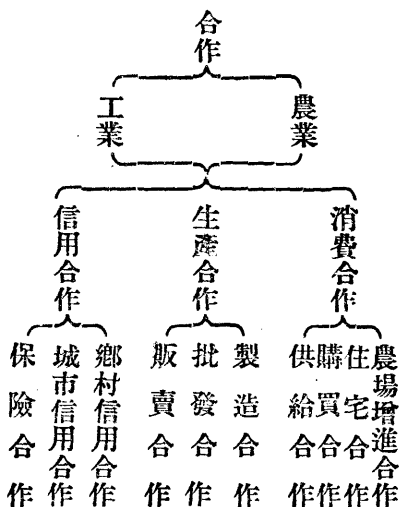 合作
農業
工業
消費合作
生產合作
信用合作
農場增進合作
住宅合作
購買合作
供給合作
製造合作
批發合作
販賣合作
鄉村信用合作
城市信用合作
保險合作